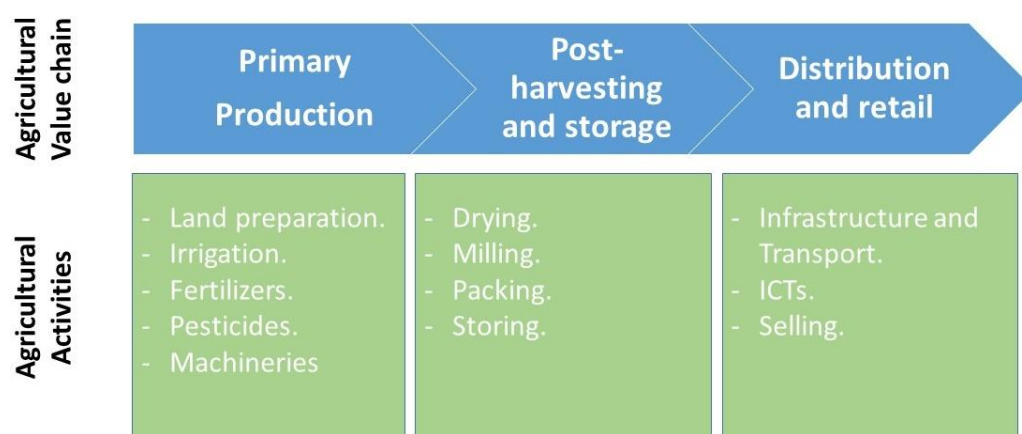 Agricultural
Value chain
Primary
Production
Post-
harvesting
and storage
Distribution
and retail
Agricultural
Activities
- Land preparation.
- Irrigation.
- Fertilizers.
- Pesticides.
- Machineries
- Drying.
- Milling.
- Packing.
- Storing.
- Infrastructure and
Transport.
- ICTs.
- Selling.